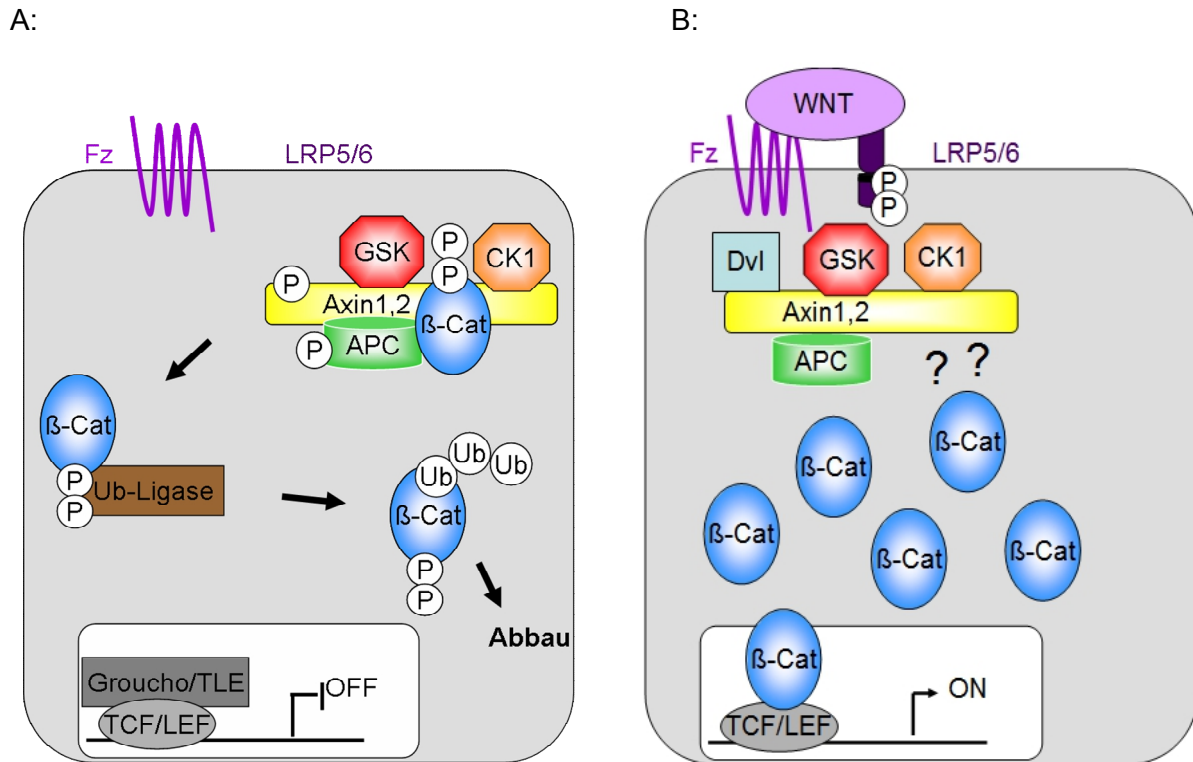 A:
Fz
LRP5/6
GSK
P
P
CK1
P
Axin1,2
ß-Cat
P
APC
ß-Cat
P
P
Ub-Ligase
Ub
Ub
Ub
ß-Cat
P
P
Abbau
Groucho/TLE
TCF/LEF
OFF
B:
WNT
Fz
LRP5/6
P
P
Dvl
GSK
CK1
Axin1,2
APC
? ?
ß-Cat
ß-Cat
ß-Cat
ß-Cat
ß-Cat
ß-Cat
TCF/LEF
ON